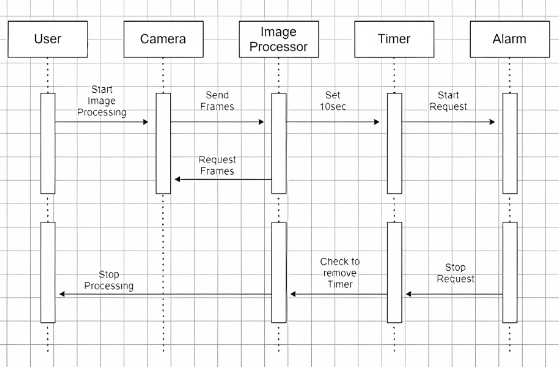 User
Camera
Image
Processor
Timer
Alarm
Start
Image
Processing
Send
Frames
Set
10sec
Start
Request
Request
Frames
Stop
Processing
Check to
remove
Timer
Stop
Request